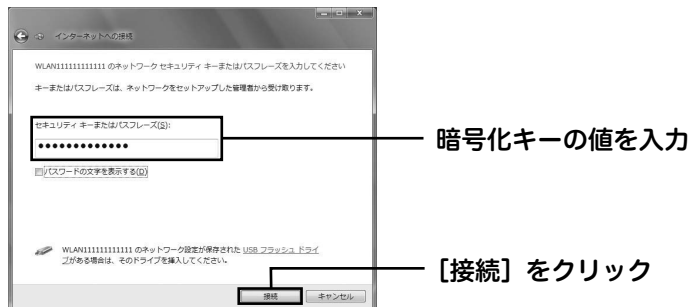 インターネットへの接続
WLAN111111111111 のネットワーク セキュリティ キーまたはパスフレーズを入力してください
キーまたはパスフレーズは、ネットワークをセットアップした管理者から受け取ります。
セキュリティ キーまたはパスフレーズ(S):
●●●●●●●●●●●●●
暗号化キーの値を入力
パスワードの文字を表示する(D)
WLAN111111111111 のネットワーク設定が保存された USB フラッシュ ドライ
ブがある場合は、そのドライブを挿入してください。
［接続］をクリック
接続 キャンセル